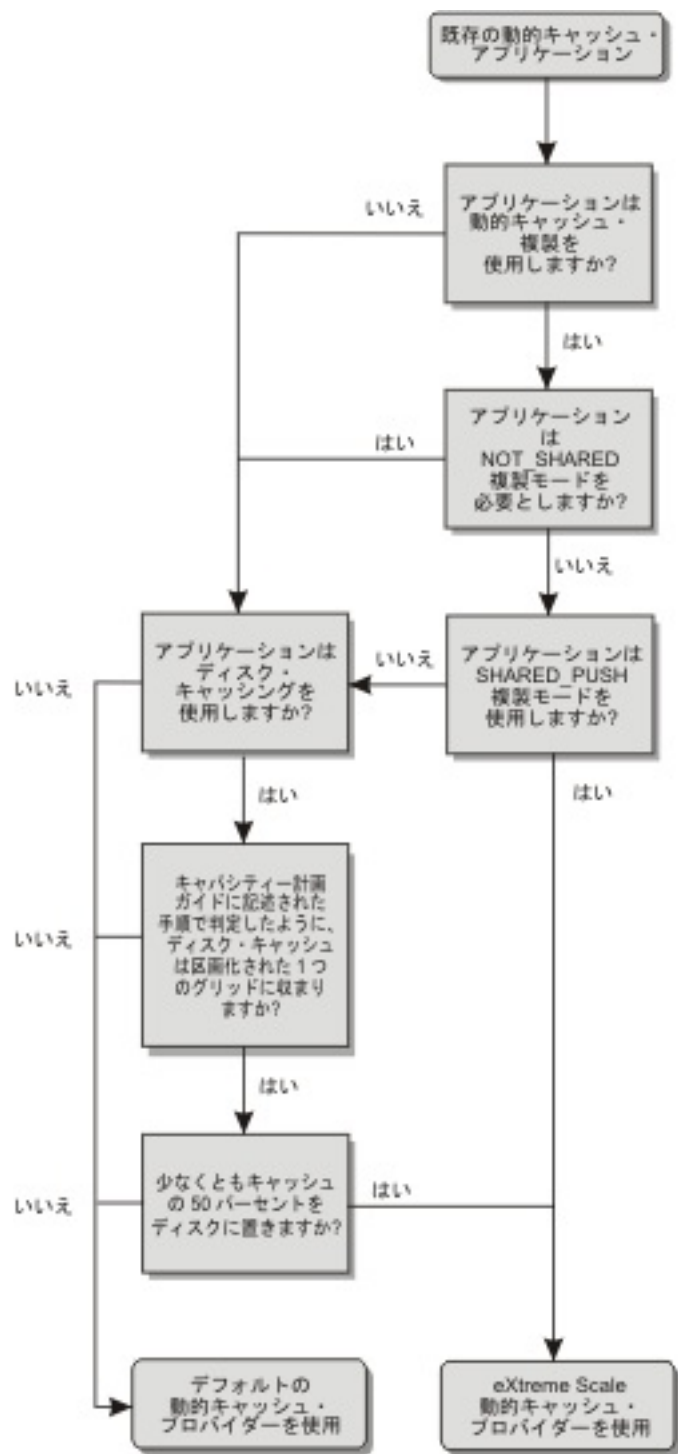 既存の動的キャッシュ・
アプリケーション
いいえ
アプリケーションは
動的キャッシュ・
複製を
使用しますか?
はい
はい
アプリケーション
は
NOT_SHARED
複製モードを
必要としますか?
いいえ
いいえ
アプリケーションは
ディスク・
キャッシングを
使用しますか?
いいえ
アプリケーションは
SHARED_PUSH
複製モードを
使用しますか?
はい
はい
いいえ
キャパシティー計画
ガイドに記述された
手順で判定したように、
ディスク・キャッシュ
は区画化された 1 つ
のグリッドに収まり
ますか?
はい
いいえ
少なくともキャッシュ
の 50 パーセントを
ディスクに置きますか?
はい
デフォルトの
動的キャッシュ・
プロバイダーを使用
eXtreme Scale
動的キャッシュ・
プロバイダーを使用